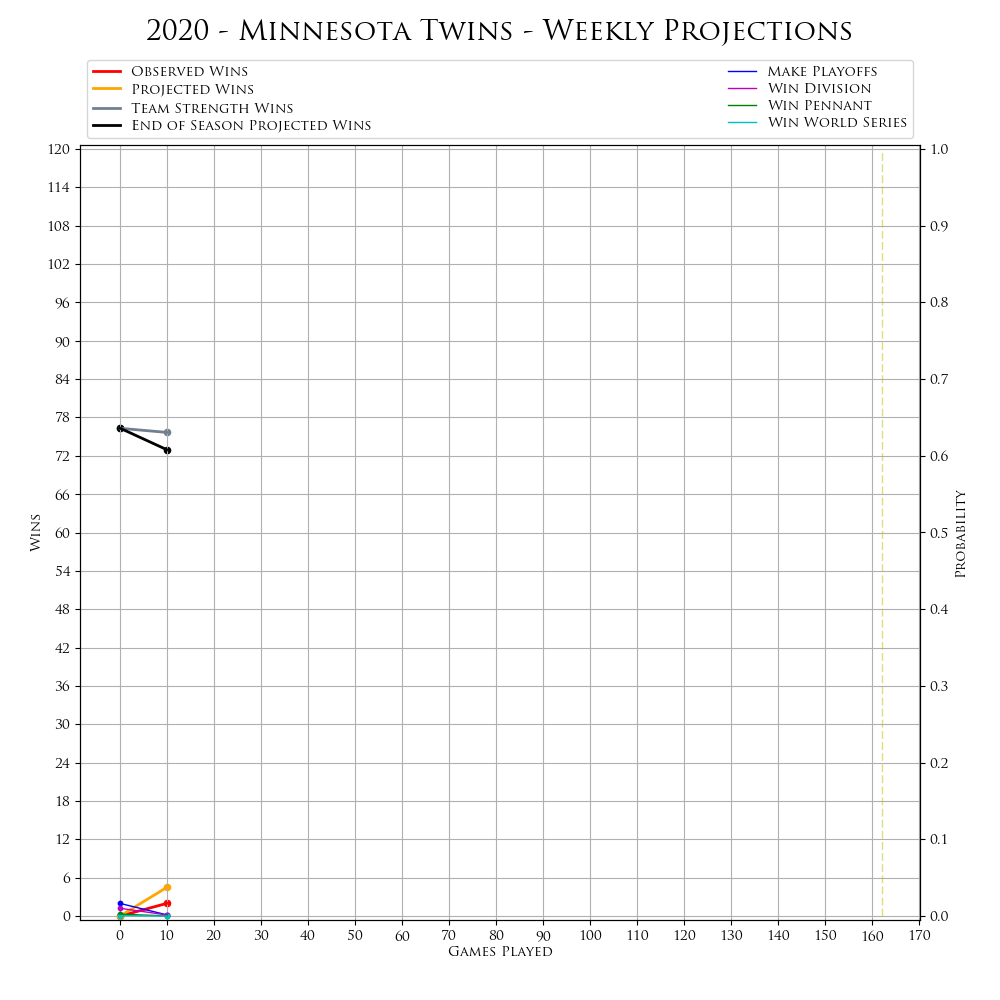 2020 - Minnesota Twins - Weekly Projections
Observed Wins
Projected Wins
Team Strength Wins
End of Season Projected Wins
Make Playoffs
Win Division
Win Pennant
Win World Series
120
114
108
102
96
90
84
78
72
66
60
54
48
42
36
30
24
18
12
6
0
Wins
1.0
0.9
0.8
0.7
0.6
0.5
0.4
0.3
0.2
0.1
0.0
Probability
0 10 20 30 40 50 60 70 80 90 100 110 120 130 140 150 160 170
Games Played